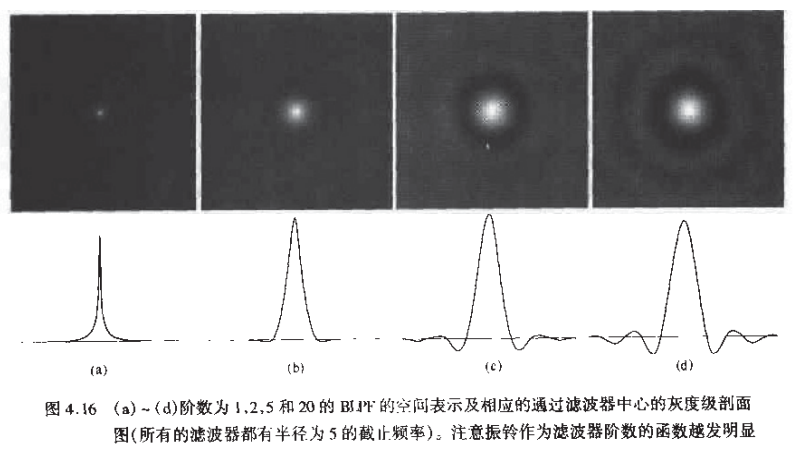 (a) (b) (c) (d)
图 4.16 (a)~(d)阶数为 1,2,5 和 20 的 BLPF 的空间表示及相应的通过滤波器中心的灰度级剖面
图(所有的滤波器都有半径为 5 的截止频率)。注意振铃作为滤波器阶数的函数越发明显